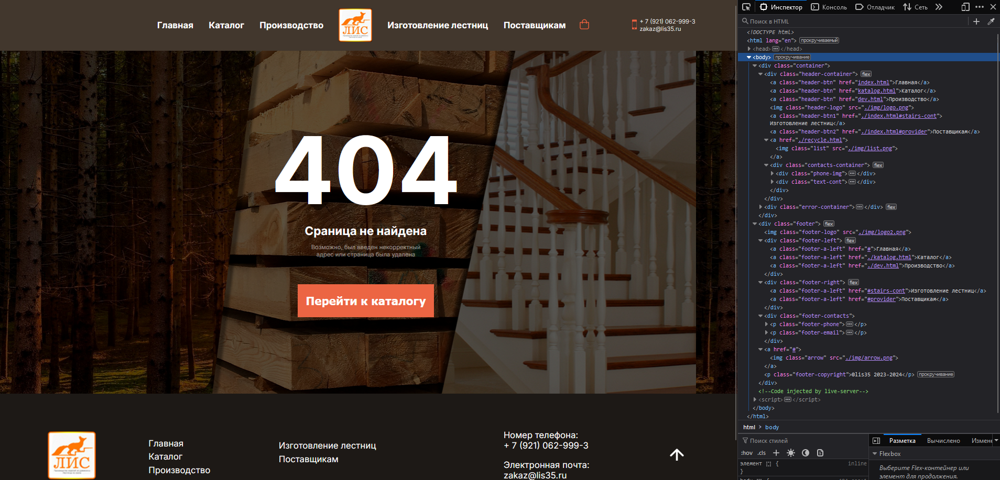 Главная
Каталог
Производство
ЛИС
Изготовление лестниц
Поставщикам
+ 7 (921) 062-999-3
zakaz@lis35.ru
404
Сраница не найдена
Возможно, был введен некорректный
адрес или страница была удалена
Перейти к каталогу
ЛИС
Главная
Каталог
Производство
Изготовление лестниц
Поставщикам
Номер телефона:
+ 7 (921) 062-999-3
Электронная почта:
zakaz@lis35.ru
Инспектор
Консоль
Отладчик
Сеть
Поиск в HTML
<!DOCTYPE html>
<html lang="en"> прокручиваемый
<head> </head>
<body> прокручивание
<div class="container">
<div class="header-container"> flex
<a class="header-btn" href="index.html">Главная</a>
<a class="header-btn" href="katalog.html">Каталог</a>
<a class="header-btn" href="dev.html">Производство</a>
<img class="header-logo" src="./img/logo.png">
<a class="header-btn1" href="./index.html#stairs-cont">
Изготовление лестниц</a>
<a class="header-btn2" href="./index.html#provider">Поставщикам</a>
<a href="./recycle.html">
<img class="list" src="./img/list.png">
</a>
<div class="contacts-container"> flex
<div class="phone-img"> </div>
<div class="text-cont"> </div>
</div>
</div>
<div class="error-container"> </div> flex
</div>
<div class="footer"> flex
<img class="footer-logo" src="./img/logo2.png">
<div class="footer-left"> flex
<a class="footer-a-left" href="#">Главная</a>
<a class="footer-a-left" href="./katalog.html">Каталог</a>
<a class="footer-a-left" href="./dev.html">Производство</a>
</div>
<div class="footer-right"> flex
<a class="footer-a-left" href="#stairs-cont">Изготовление лестниц</a>
<a class="footer-a-left" href="#provider">Поставщикам</a>
</div>
<div class="footer-contacts">
<p class="footer-phone"> </p>
<p class="footer-email"> </p>
</div>
<a href="#">
<img class="arrow" src="./img/arrow.png">
</a>
<p class="footer-copyright">©lis35 2023-2024</p> прокручивание
</div>
<!--Code injected by live-server-->
<script> </script>
</body>
</html>
html > body
Поиск стилей
:hov .cls
элемент { inline
}
Разметка
Вычислено
Измене
Flexbox
Выберите Flex-контейнер или
элемент для продолжения.